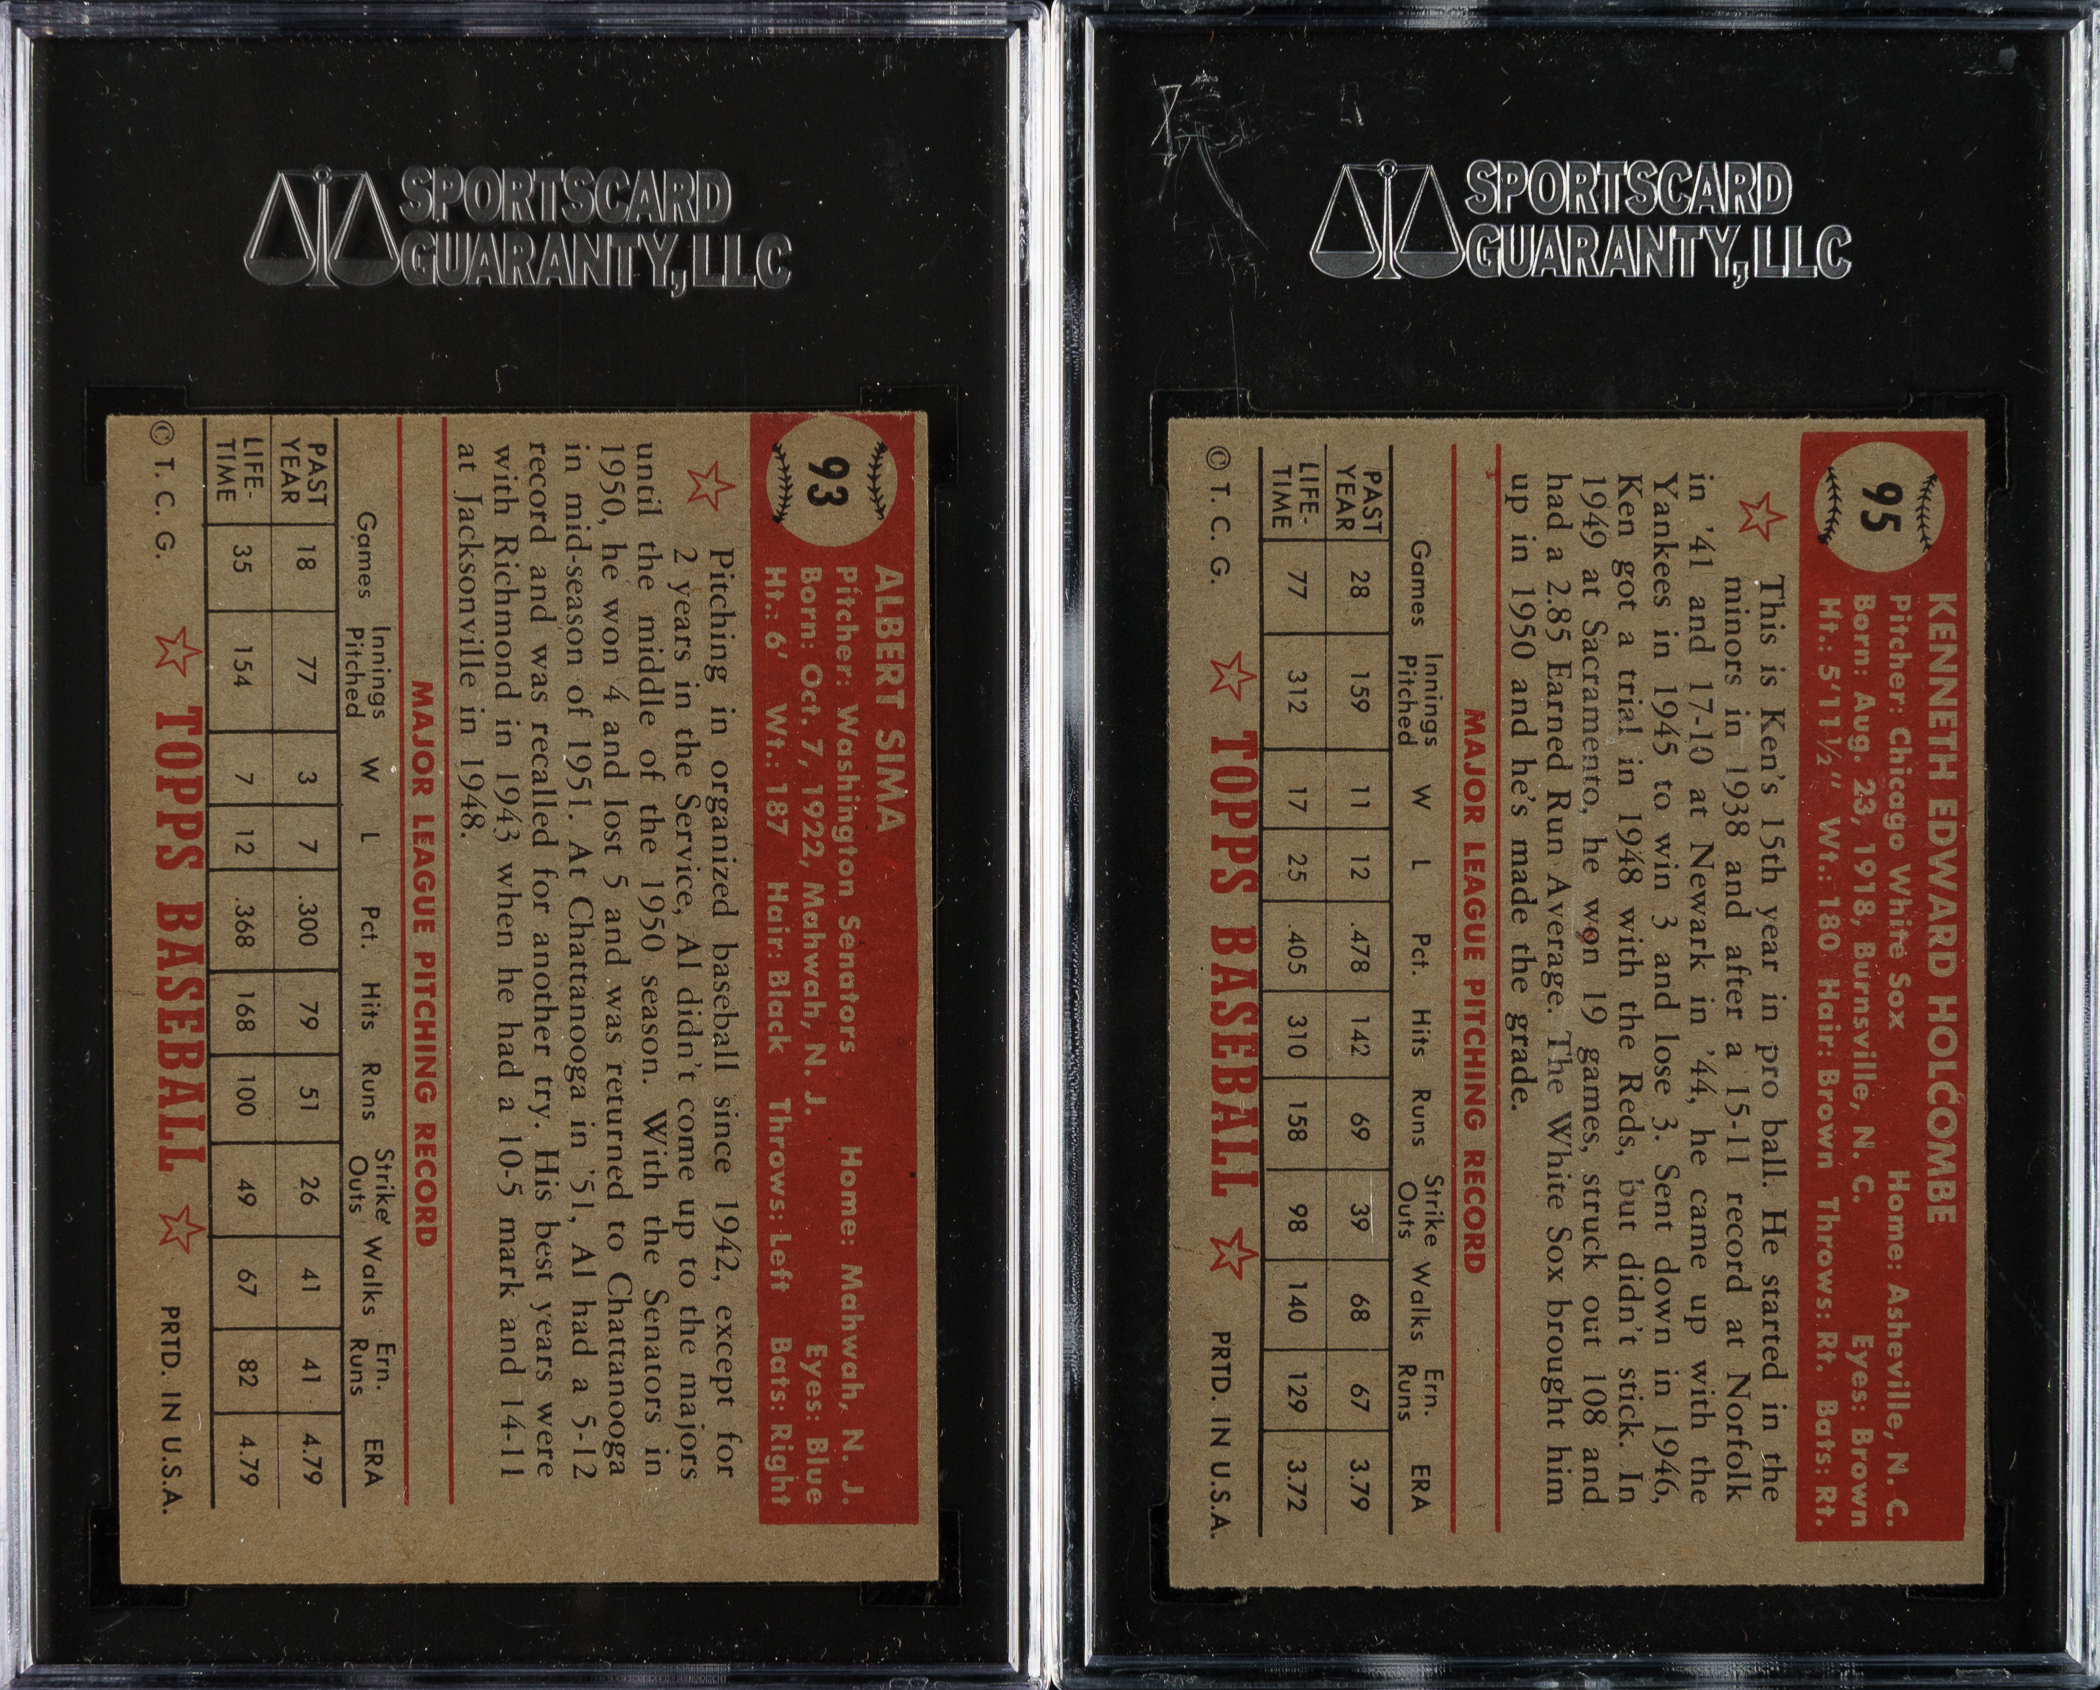 SPORTSCARD
GUARANTY, LLC
93
ALBERT SIMA
Pitcher: Washington Senators Home: Mahwah, N. J.
Born: Oct. 7, 1922, Mahwah, N. J. Eyes: Blue
Ht.: 6' Wt.: 187 Hair: Black Throws: Left Bats: Right
Pitching in organized baseball since 1942, except for
2 years in the Service, Al didn't come up to the majors
until the middle of the 1950 season. With the Senators in
1950, he won 4 and lost 5 and was returned to Chattanooga
in mid-season of 1951. At Chattanooga in '51, Al had a 5-12
record and was recalled for another try. His best years were
with Richmond in 1943 when he had a 10-5 mark and 14-11
at Jacksonville in 1948.
MAJOR LEAGUE PITCHING RECORD
Games Innings Pitched W L Pct. Hits Runs Strike Outs Walks Ern. Runs ERA
PAST YEAR 18 77 3 7 .300 79 51 26 41 41 4.79
LIFE-TIME 35 154 7 12 .368 168 100 49 67 82 4.79
© T. C. G. TOPPS BASEBALL PRTD. IN U.S.A.
SPORTSCARD
GUARANTY, LLC
95
KENNETH EDWARD HOLCOMBE
Pitcher: Chicago White Sox Home: Asheville, N. C.
Born: Aug. 23, 1918, Burnsville, N. C. Eyes: Brown
Ht.: 5'11½" Wt.: 180 Hair: Brown Throws: Rt. Bats: Rt.
This is Ken's 15th year in pro ball. He started in the
minors in 1938 and after a 15-11 record at Norfolk
in '41 and 17-10 at Newark in '44, he came up with the
Yankees in 1945 to win 3 and lose 3. Sent down in 1946,
Ken got a trial in 1948 with the Reds, but didn't stick. In
1949 at Sacramento, he won 19 games, struck out 108 and
had a 2.85 Earned Run Average. The White Sox brought him
up in 1950 and he's made the grade.
MAJOR LEAGUE PITCHING RECORD
Games Innings Pitched W L Pct. Hits Runs Strike Outs Walks Ern. Runs ERA
PAST YEAR 28 159 11 12 .478 142 69 39 68 67 3.79
LIFE-TIME 77 312 17 25 .405 310 158 98 140 129 3.72
© T. C. G. TOPPS BASEBALL PRTD. IN U.S.A.